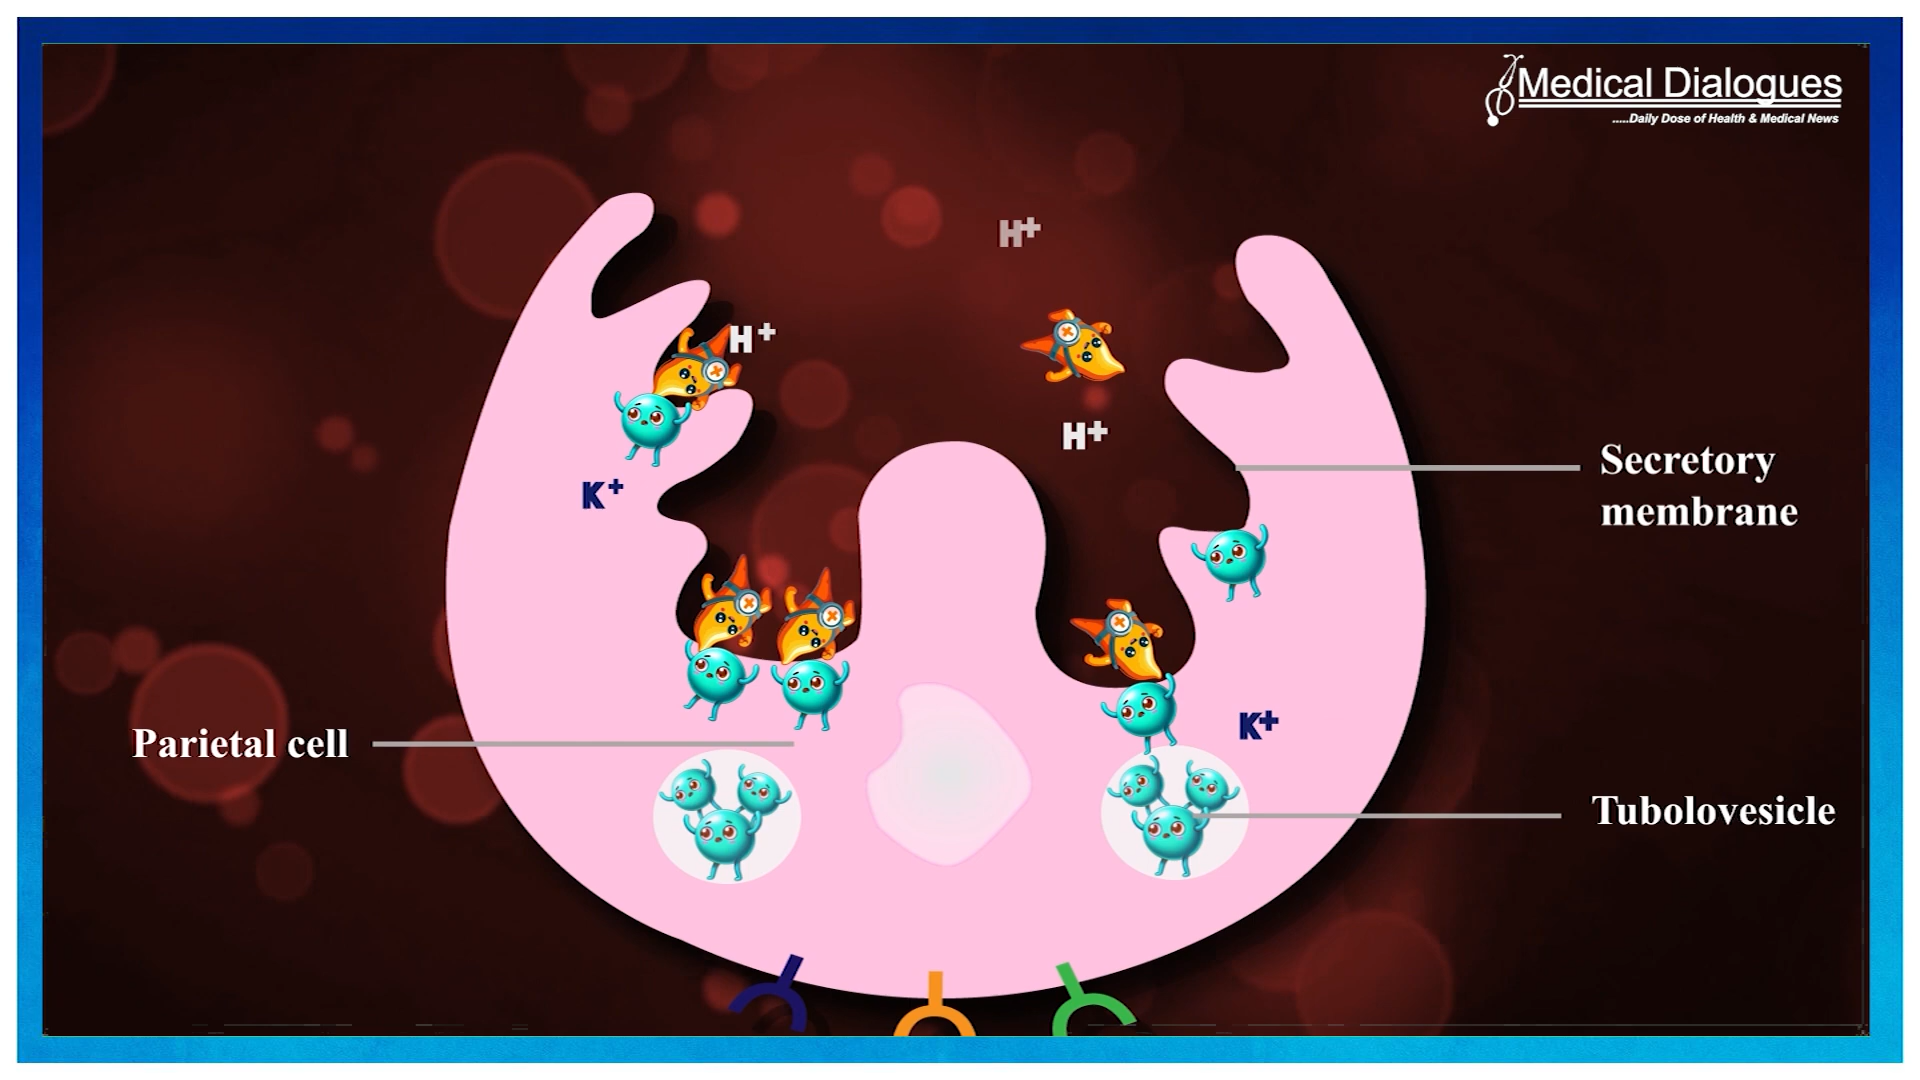 Medical Dialogues
.....Daily Dose of Health & Medical News
H+
H+
H+
K+
Secretory
membrane
K+
Parietal cell
Tubolovesicle